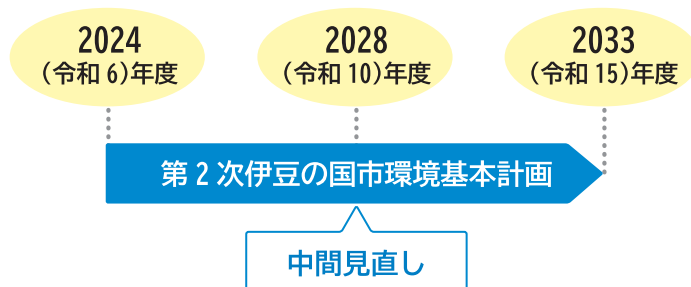 2024
（令和 6）年度
2028
（令和 10）年度
2033
（令和 15）年度
第 2 次伊豆の国市環境基本計画
中間見直し